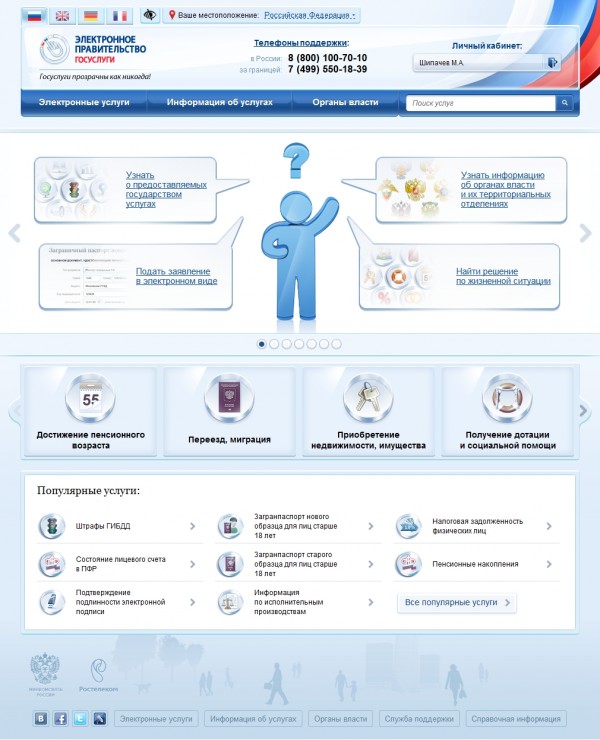 Ваше местоположение: Российская Федерация
ЭЛЕКТРОННОЕ
ПРАВИТЕЛЬСТВО
ГОСУСЛУГИ
Госуслуги прозрачны как никогда!
Телефоны поддержки:
в России: 8 (800) 100-70-10
за границей: 7 (499) 550-18-39
Личный кабинет:
Шипачев М.А.
Электронные услуги
Информация об услугах
Органы власти
Поиск услуг
Узнать
о предоставляемых
государством
услугах
Узнать информацию
об органах власти
и их территориальных
отделениях
?
Подать заявление
в электронном виде
Найти решение
по жизненной ситуации
55
Достижение пенсионного
возраста
Переезд, миграция
Приобретение
недвижимости, имущества
Получение дотации
и социальной помощи
Популярные услуги:
Штрафы ГИБДД
Загранпаспорт нового
образца для лиц старше
18 лет
Налоговая задолженность
физических лиц
Состояние лицевого счета
в ПФР
Загранпаспорт старого
образца для лиц старше
18 лет
Пенсионные накопления
Подтверждение
подлинности электронной
подписи
Информация
по исполнительным
производствам
Все популярные услуги
Ростелеком
Электронные услуги
Информация об услугах
Органы власти
Служба поддержки
Справочная информация